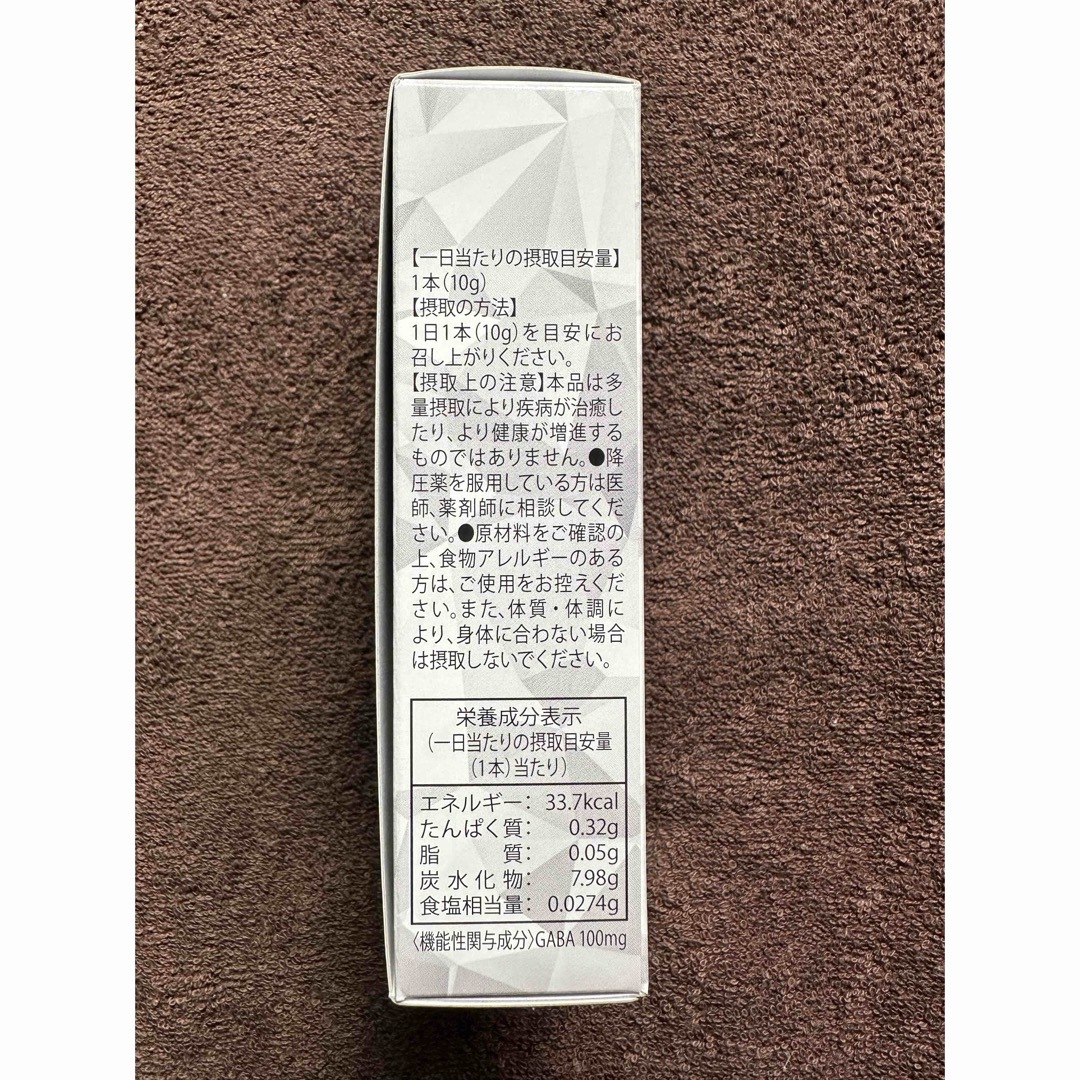 【一日当たりの摂取目安量】
1本(10g)
【摂取の方法】
1日1本(10g)を目安にお
召し上がりください。
【摂取上の注意】本品は多
量摂取により疾病が治癒し
たり、より健康が増進する
ものではありません。●降
圧薬を服用している方は医
師、薬剤師に相談してくだ
さい。●原材料をご確認の
上、食物アレルギーのある
方は、ご使用をお控えくだ
さい。また、体質・体調に
より、身体に合わない場合
は摂取しないでください。
栄養成分表示
(一日当たりの摂取目安量
(1本)当たり)
エネルギー: 33.7kcal
たんぱく質: 0.32g
脂質: 0.05g
炭水化物: 7.98g
食塩相当量: 0.0274g
〈機能性関与成分〉GABA 100mg